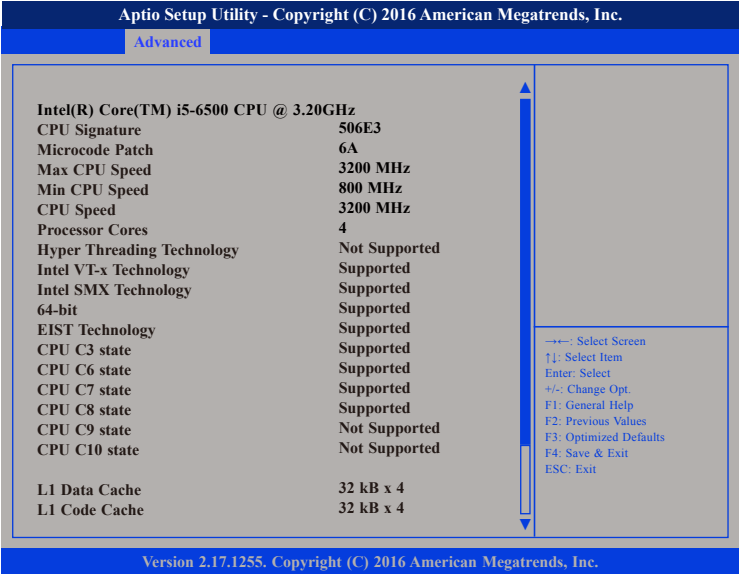 Aptio Setup Utility - Copyright (C) 2016 American Megatrends, Inc.
Advanced
Intel(R) Core(TM) i5-6500 CPU @ 3.20GHz
CPU Signature 506E3
Microcode Patch 6A
Max CPU Speed 3200 MHz
Min CPU Speed 800 MHz
CPU Speed 3200 MHz
Processor Cores 4
Hyper Threading Technology Not Supported
Intel VT-x Technology Supported
Intel SMX Technology Supported
64-bit Supported
EIST Technology Supported
CPU C3 state Supported
CPU C6 state Supported
CPU C7 state Supported
CPU C8 state Supported
CPU C9 state Not Supported
CPU C10 state Not Supported
L1 Data Cache 32 kB x 4
L1 Code Cache 32 kB x 4
→←: Select Screen
↑↓: Select Item
Enter: Select
+/-: Change Opt.
F1: General Help
F2: Previous Values
F3: Optimized Defaults
F4: Save & Exit
ESC: Exit
Version 2.17.1255. Copyright (C) 2016 American Megatrends, Inc.